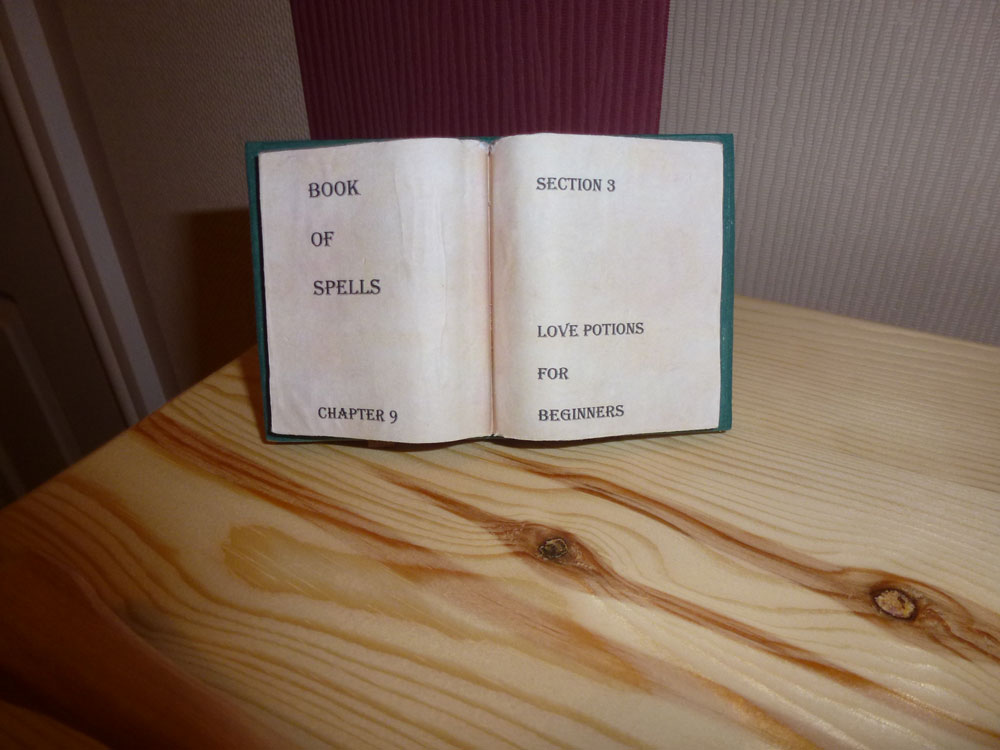 BOOK
OF
SPELLS
CHAPTER 9
SECTION 3
LOVE POTIONS
FOR
BEGINNERS